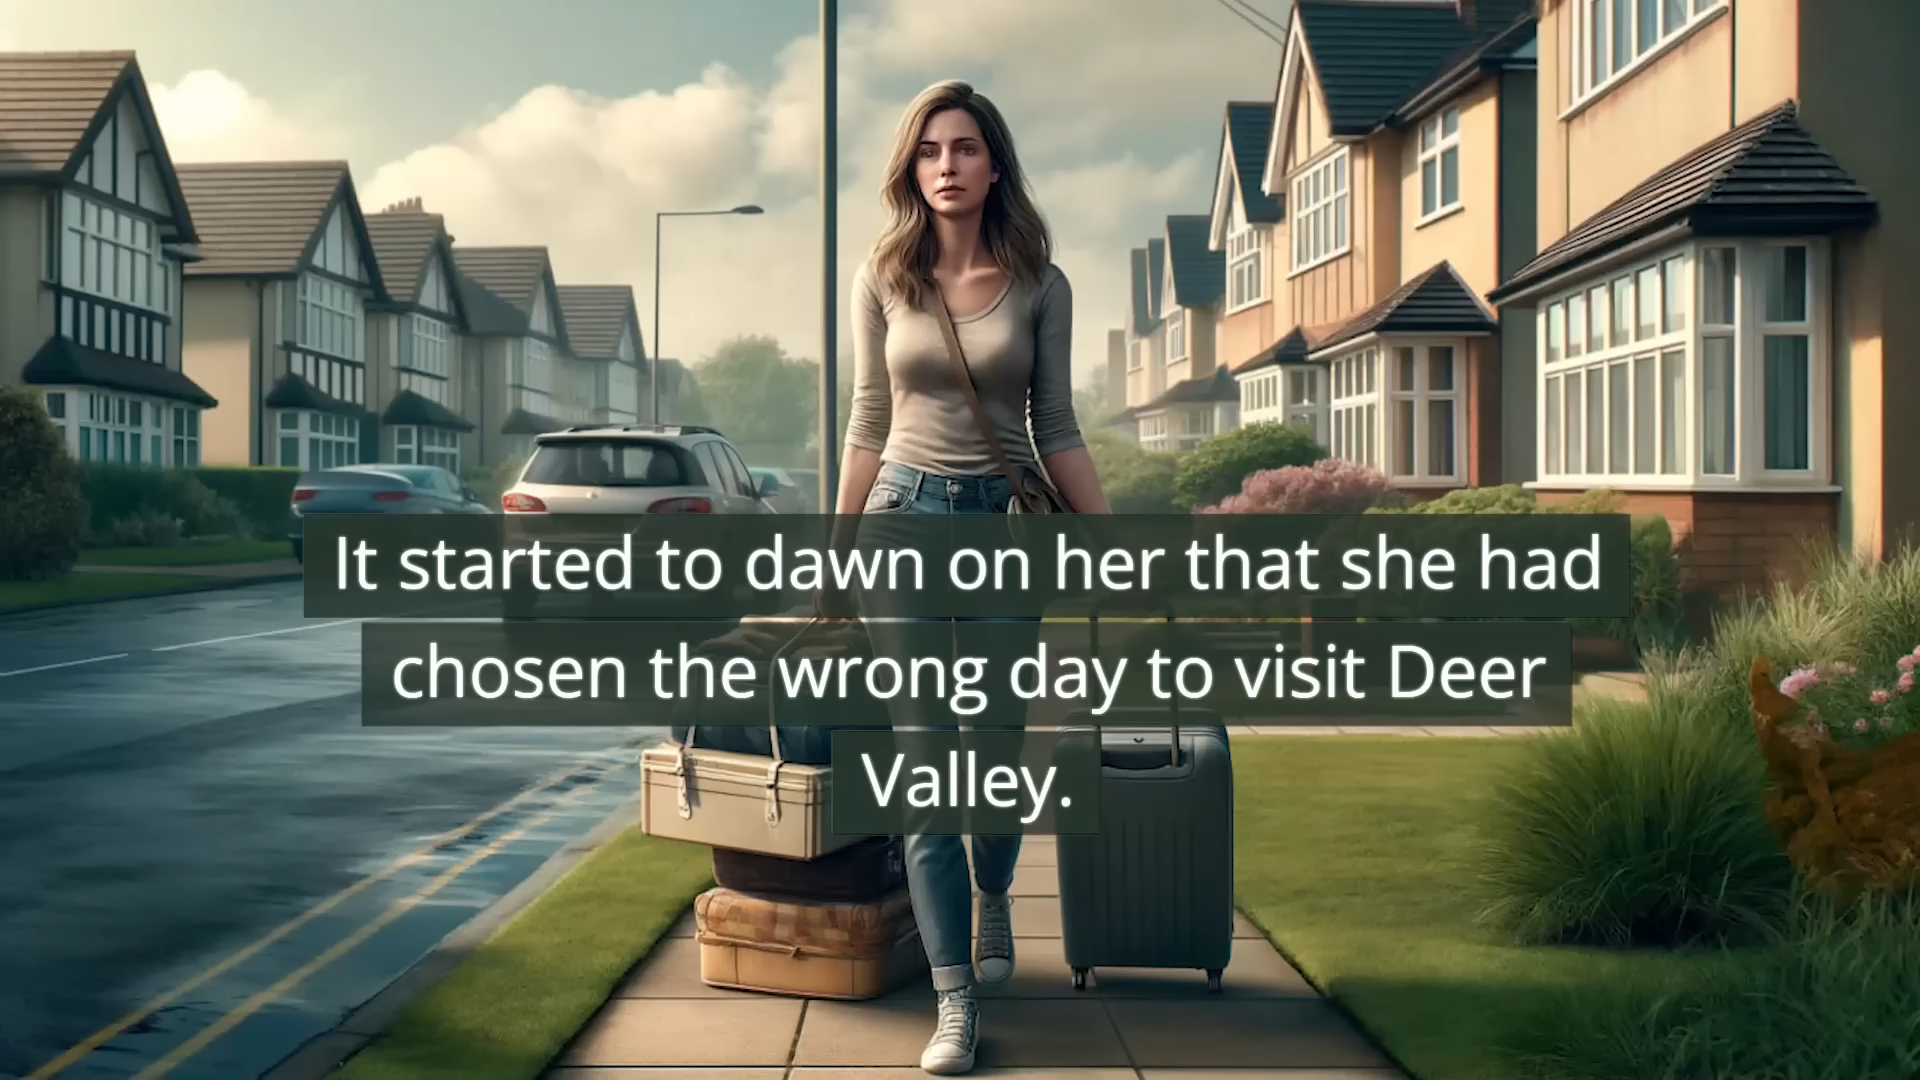 It started to dawn on her that she had
chosen the wrong day to visit Deer
Valley.